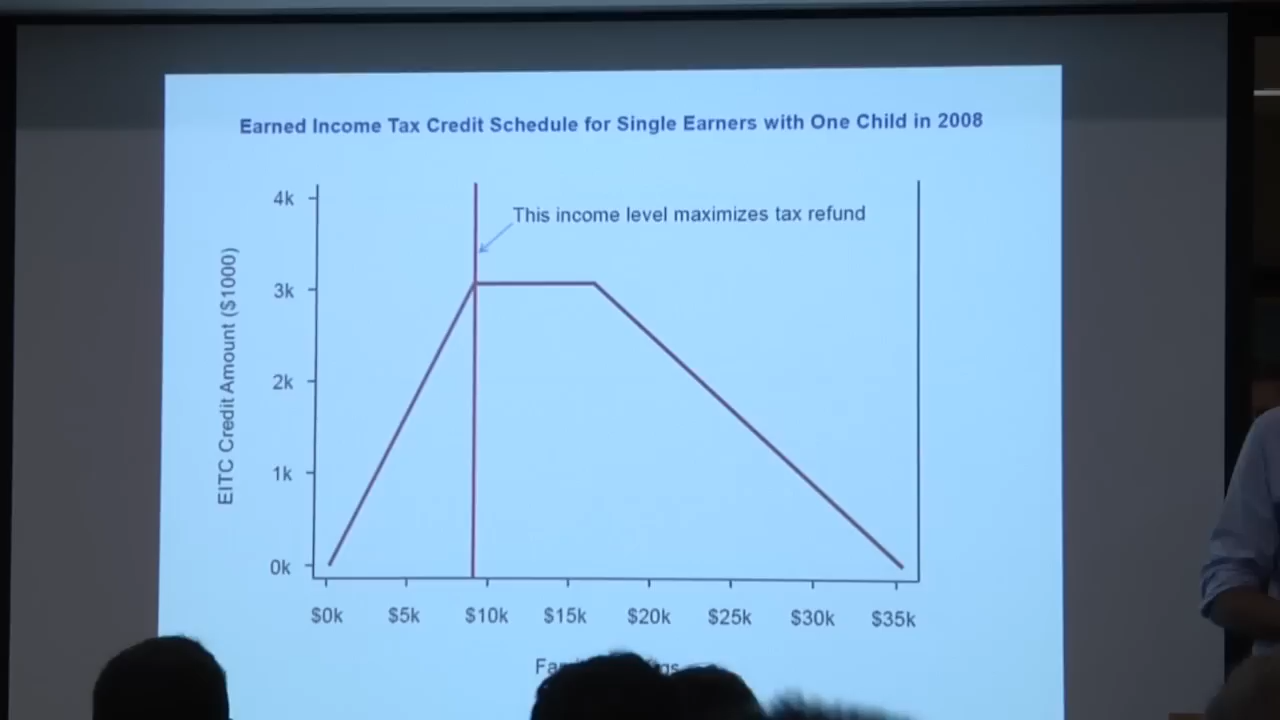 Earned Income Tax Credit Schedule for Single Earners with One Child in 2008
This income level maximizes tax refund
EITC Credit Amount ($1000)
4k
3k
2k
1k
0k
$0k $5k $10k $15k $20k $25k $30k $35k